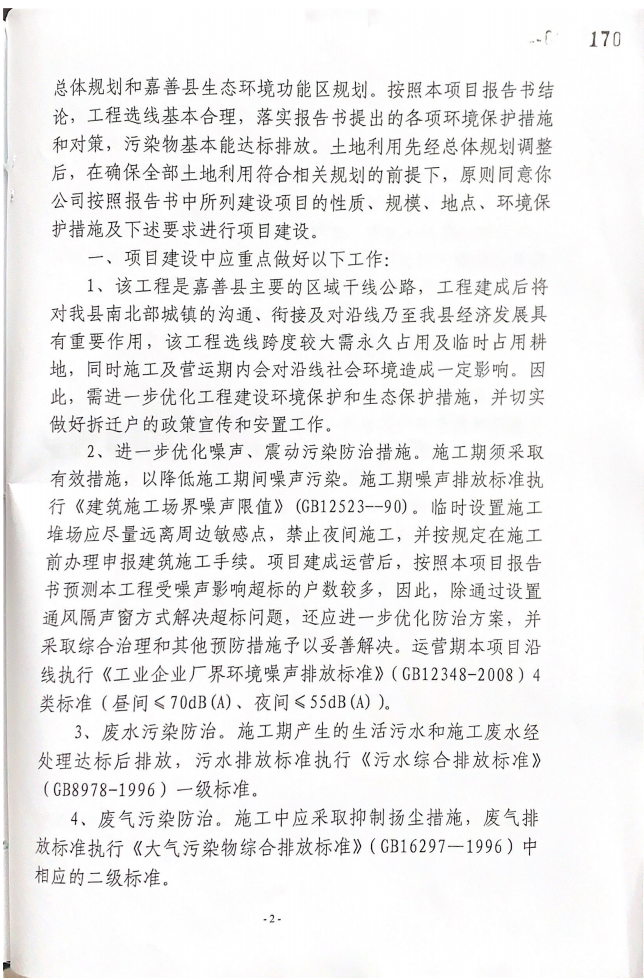 170
总体规划和嘉善县生态环境功能区规划。按照本项目报告书结
论，工程选线基本合理，落实报告书提出的各项环境保护措施
和对策，污染物基本能达标排放。土地利用先经总体规划调整
后，在确保全部土地利用符合相关规划的前提下，原则同意你
公司按照报告书中所列建设项目的性质、规模、地点、环境保
护措施及下述要求进行项目建设。
一、项目建设中应重点做好以下工作：
1、该工程是嘉善县主要的区域干线公路，工程建成后将
对我县南北部城镇的沟通、衔接及对沿线乃至我县经济发展具
有重要作用，该工程选线跨度较大需永久占用及临时占用耕
地，同时施工及营运期内会对沿线社会环境造成一定影响。因
此，需进一步优化工程建设环境保护和生态保护措施，并切实
做好拆迁户的政策宣传和安置工作。
2、进一步优化噪声、震动污染防治措施。施工期须采取
有效措施，以降低施工期间噪声污染。施工期噪声排放标准执
行《建筑施工场界噪声限值》(GB12523--90)。临时设置施工
堆场应尽量远离周边敏感点，禁止夜间施工，并按规定在施工
前办理申报建筑施工手续。项目建成运营后，按照本项目报告
书预测本工程受噪声影响超标的户数较多，因此，除通过设置
通风隔声窗方式解决超标问题，还应进一步优化防治方案，并
采取综合治理和其他预防措施予以妥善解决。运营期本项目沿
线执行《工业企业厂界环境噪声排放标准》(GB12348-2008) 4
类标准（昼间≤70dB(A)、夜间≤55dB(A)）。
3、废水污染防治。施工期产生的生活污水和施工废水经
处理达标后排放，污水排放标准执行《污水综合排放标准》
（GB8978-1996）一级标准。
4、废气污染防治。施工中应采取抑制扬尘措施，废气排
放标准执行《大气污染物综合排放标准》（GB16297—1996）中
相应的二级标准。
-2-